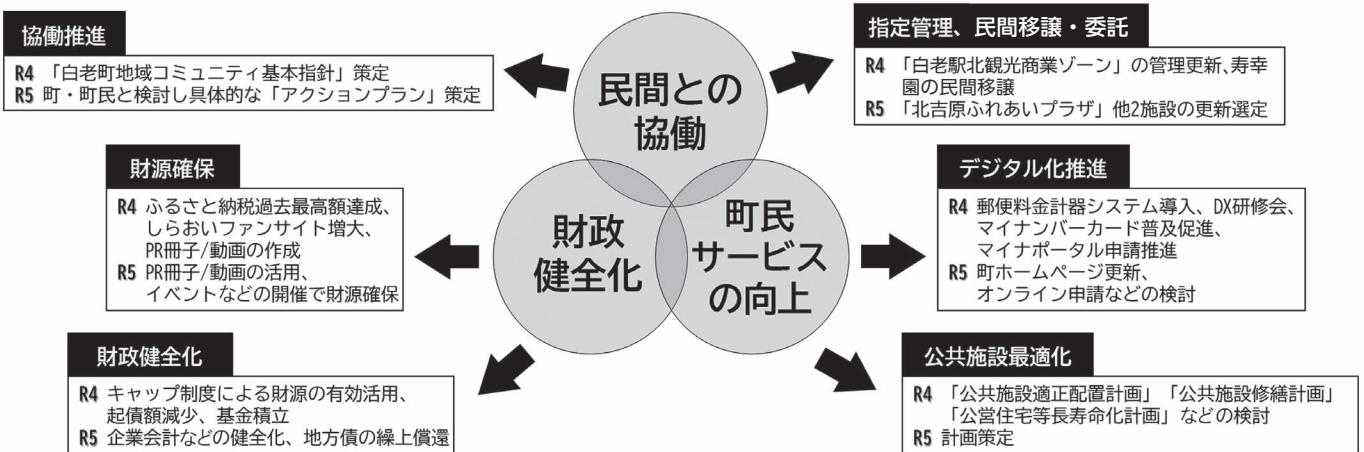 協働推進
R4 「白老町地域コミュニティ基本指針」策定
R5 町・町民と検討し具体的な「アクションプラン」策定
指定管理、民間移譲・委託
R4 「白老駅北観光商業ゾーン」の管理更新、寿幸
園の民間移譲
R5 「北吉原ふれあいプラザ」他2施設の更新選定
民間との
協働
財源確保
R4 ふるさと納税過去最高額達成、
しらおいファンサイト増大、
PR冊子/動画の作成
R5 PR冊子/動画の活用、
イベントなどの開催で財源確保
財政
健全化
町民
サービス
の向上
デジタル化推進
R4 郵便料金計器システム導入、DX研修会、
マイナンバーカード普及促進、
マイナポータル申請推進
R5 町ホームページ更新、
オンライン申請などの検討
財政健全化
R4 キャップ制度による財源の有効活用、
起債額減少、基金積立
R5 企業会計などの健全化、地方債の繰上償還
公共施設最適化
R4 「公共施設適正配置計画」「公共施設修繕計画」
「公営住宅等長寿命化計画」などの検討
R5 計画策定